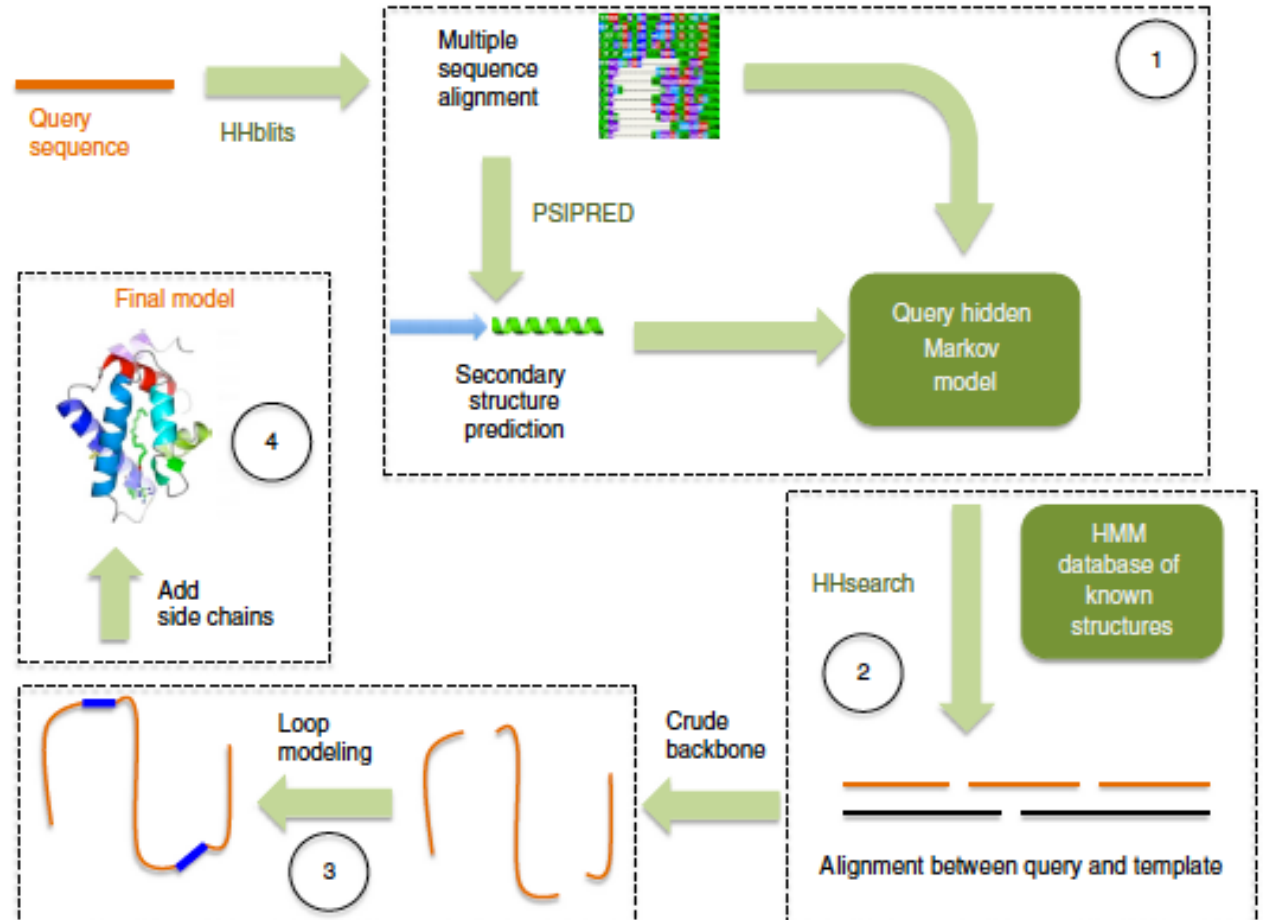 Query
sequence
HHblits
Multiple
sequence
alignment
1
PSIPRED
Secondary
structure
prediction
Query hidden
Markov
model
HHsearch
HMM
database of
known
structures
2
Alignment between query and template
Crude
backbone
Loop
modeling
3
Add
side chains
Final model
4